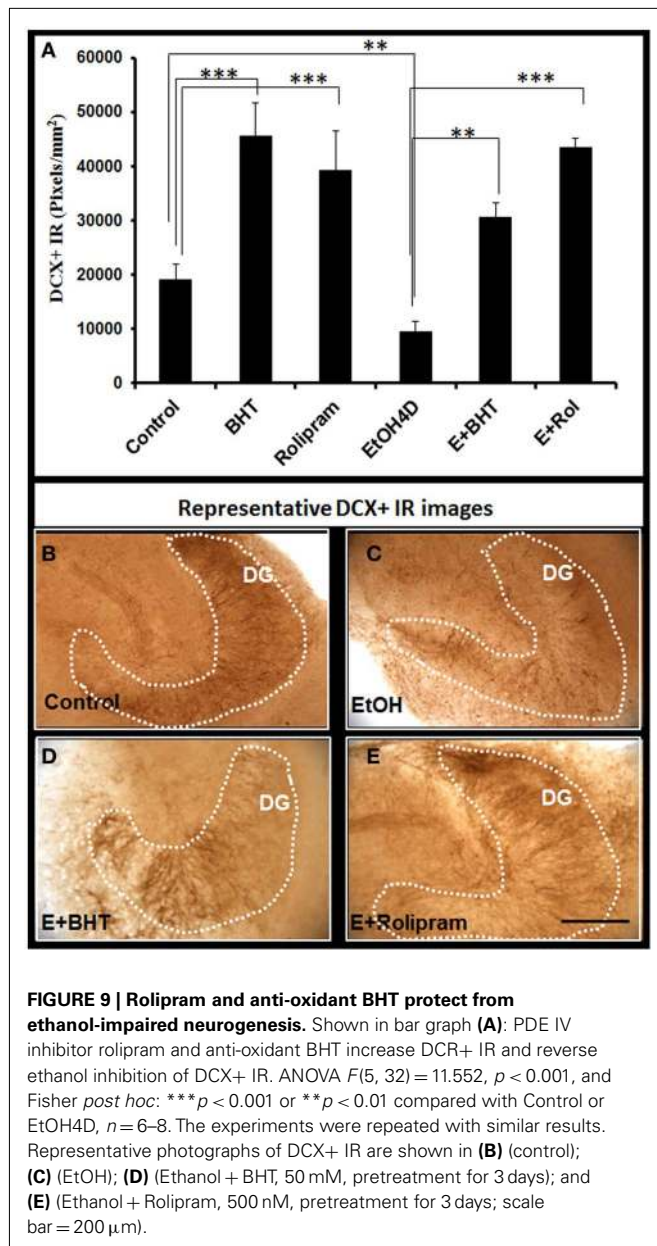 A
**
***
***
***
**
60000
50000
40000
30000
20000
10000
0
DCX+ IR (Pixels/mm²)
Control
BHT
Rolipram
EtOH4D
E+BHT
E+Rol
Representative DCX+ IR images
B
DG
Control
C
DG
EtOH
D
DG
E+BHT
E
DG
E+Rolipram
FIGURE 9 | Rolipram and anti-oxidant BHT protect from
ethanol-impaired neurogenesis. Shown in bar graph (A): PDE IV
inhibitor rolipram and anti-oxidant BHT increase DCR+ IR and reverse
ethanol inhibition of DCX+ IR. ANOVA F(5, 32) = 11.552, p < 0.001, and
Fisher post hoc: ***p < 0.001 or **p < 0.01 compared with Control or
EtOH4D, n = 6–8. The experiments were repeated with similar results.
Representative photographs of DCX+ IR are shown in (B) (control);
(C) (EtOH); (D) (Ethanol + BHT, 50 mM, pretreatment for 3 days); and
(E) (Ethanol + Rolipram, 500 nM, pretreatment for 3 days; scale
bar = 200 μm).